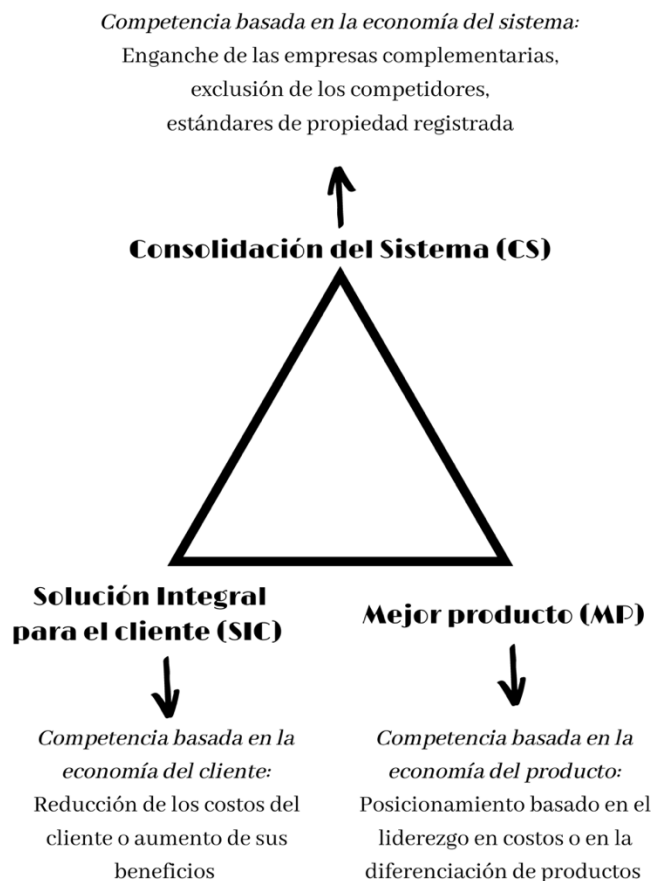 Competencia basada en la economía del sistema:
Enganche de las empresas complementarias,
exclusión de los competidores,
estándares de propiedad registrada
Consolidación del Sistema (CS)
Solución Integral
para el cliente (SIC)
Competencia basada en la
economía del cliente:
Reducción de los costos del
cliente o aumento de sus
beneficios
Mejor producto (MP)
Competencia basada en la
economía del producto:
Posicionamiento basado en el
liderezgo en costos o en la
diferenciación de productos